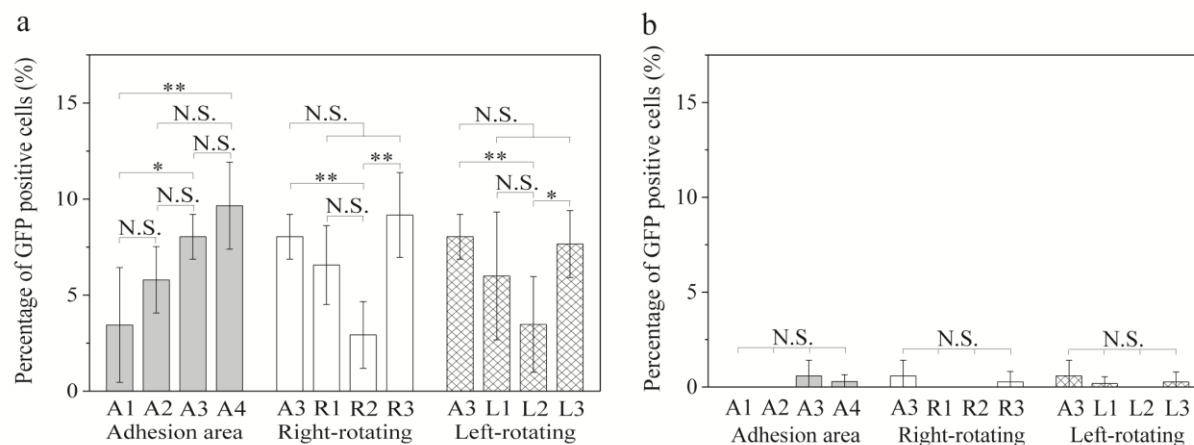 a
Percentage of GFP positive cells (%)
15
10
5
0
**
N.S.
N.S.
*
N.S.
N.S.
N.S.
**
**
N.S.
N.S.
**
N.S.
*
A1 A2 A3 A4 A3 R1 R2 R3 A3 L1 L2 L3
Adhesion area Right-rotating Left-rotating
b
Percentage of GFP positive cells (%)
15
10
5
0
N.S. N.S. N.S.
A1 A2 A3 A4 A3 R1 R2 R3 A3 L1 L2 L3
Adhesion area Right-rotating Left-rotating